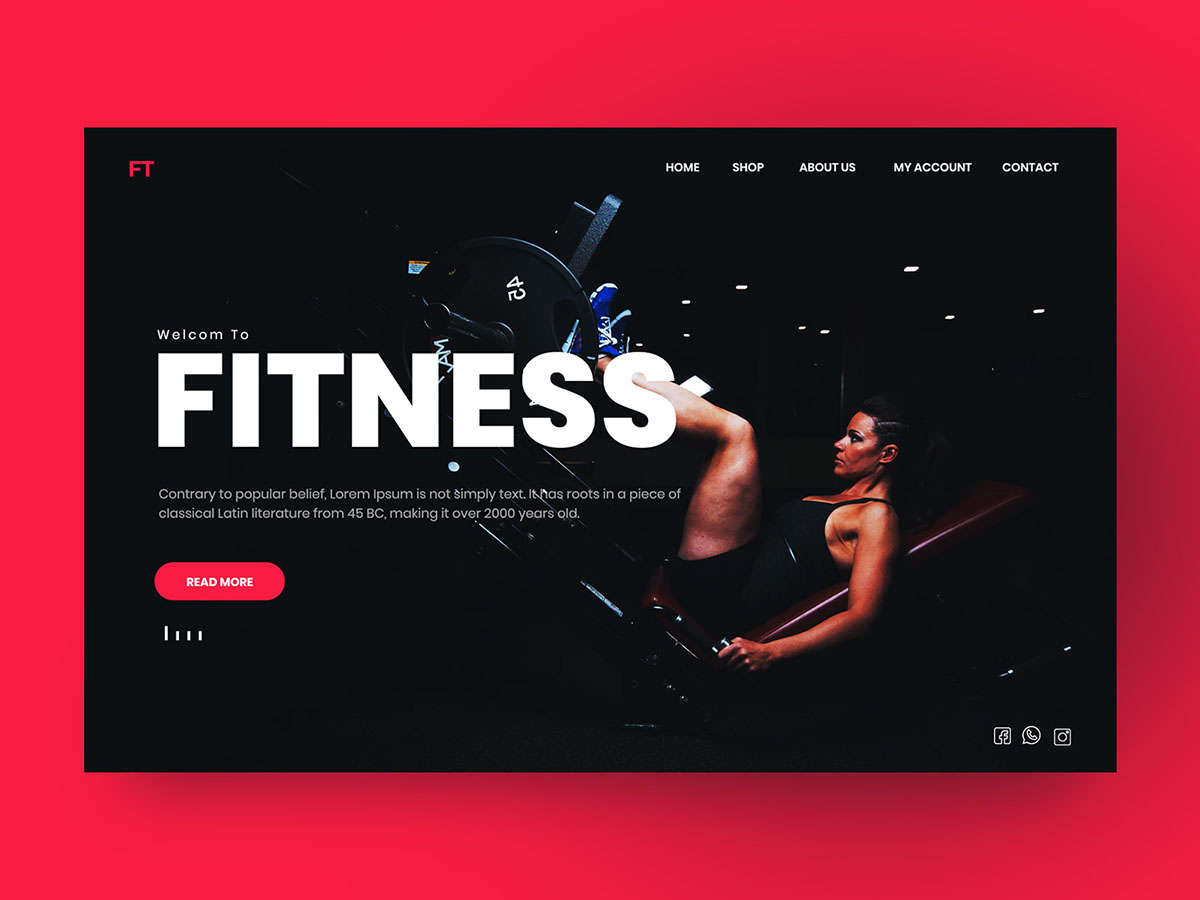 FT
HOME SHOP ABOUT US MY ACCOUNT CONTACT
45
Welcom To
FITNESS
Contrary to popular belief, Lorem Ipsum is not simply text. It has roots in a piece of
classical Latin literature from 45 BC, making it over 2000 years old.
READ MORE